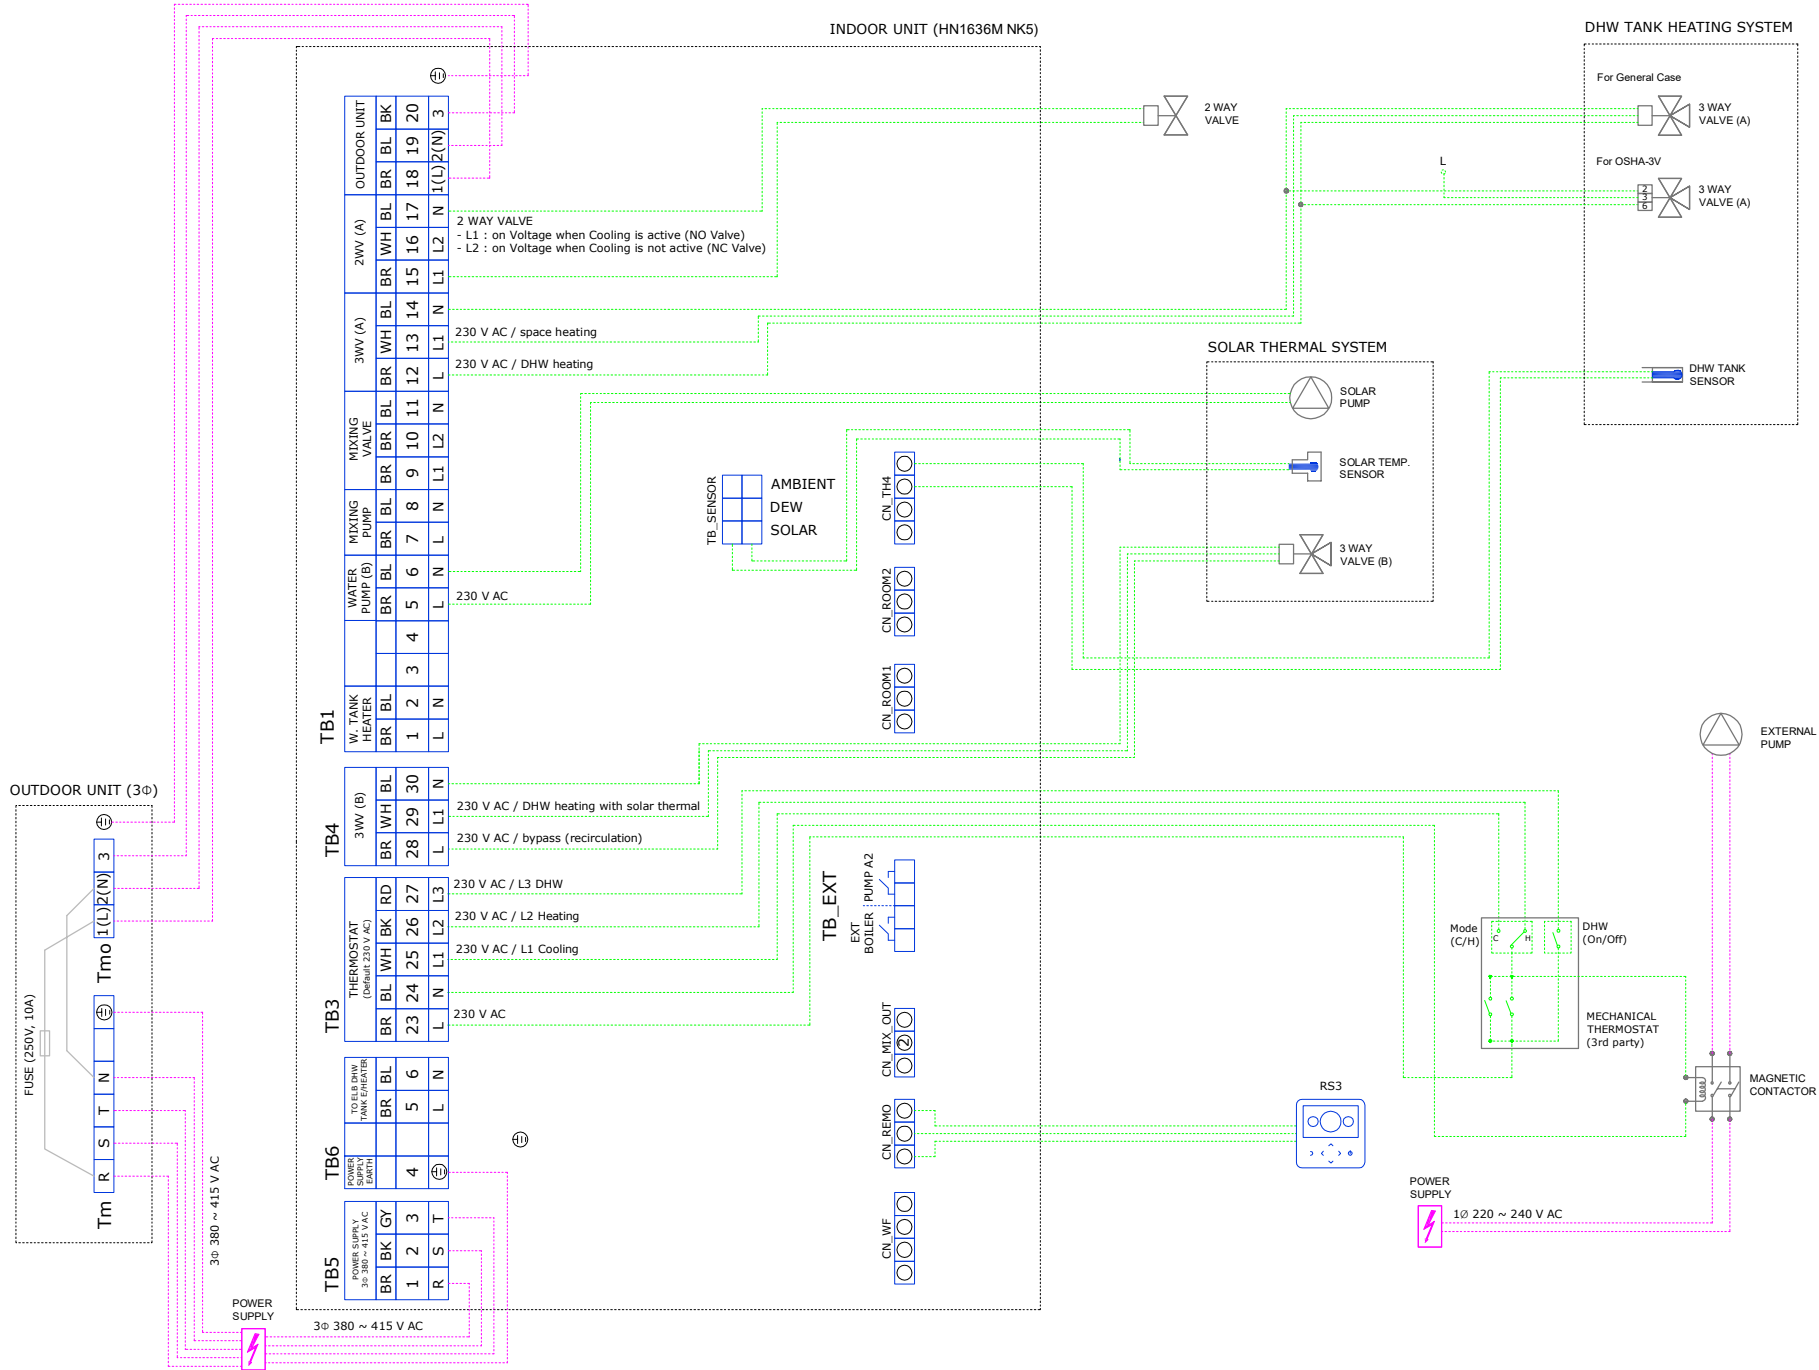 INDOOR UNIT (HN1636M NK5)
DHW TANK HEATING SYSTEM
For General Case
3 WAY
VALVE (A)
For OSHA-3V
L
2
3
6
3 WAY
VALVE (A)
DHW TANK
SENSOR
2 WAY
VALVE
SOLAR THERMAL SYSTEM
SOLAR
PUMP
SOLAR TEMP.
SENSOR
3 WAY
VALVE (B)
TB1
OUTDOOR UNIT
BK 20 3
BL 19 2(N)
BR 18 1(L)
2WV (A)
BL 17 N
WH 16 L2
BR 15 L1
2 WAY VALVE
- L1 : on Voltage when Cooling is active (NO Valve)
- L2 : on Voltage when Cooling is not active (NC Valve)
3WV (A)
BL 14 N
WH 13 L1
BR 12 L
230 V AC / space heating
230 V AC / DHW heating
MIXING
VALVE
BL 11 N
BR 10 L2
BR 9 L1
MIXING
PUMP
BL 8 N
BR 7 L
WATER
PUMP (B)
BL 6 N
BR 5 L
230 V AC
4
3
W. TANK
HEATER
BL 2 N
BR 1 L
TB_SENSOR
AMBIENT
DEW
SOLAR
CN_TH4
CN_ROOM2
CN_ROOM1
TB4
3WV (B)
BL 30 N
WH 29 L1
BR 28 L
230 V AC / DHW heating with solar thermal
230 V AC / bypass (recirculation)
TB3
THERMOSTAT
(Default 230 V AC)
RD 27 L3
BK 26 L2
WH 25 L1
BL 24 N
BR 23 L
230 V AC / L3 DHW
230 V AC / L2 Heating
230 V AC / L1 Cooling
230 V AC
TB_EXT
PUMP A2
EXT
BOILER
TB6
TO ELB DHW
TANK E/HEATER
BL 6 N
BR 5 L
POWER
SUPPLY
EARTH
4
TB5
POWER SUPPLY
3Φ 380 ~ 415 V AC
GY 3 T
BK 2 S
BR 1 R
CN_MIX_OUT
2
CN_REMO
CN_WF
RS3
Mode
(C/H)
C
H
DHW
(On/Off)
MECHANICAL
THERMOSTAT
(3rd party)
EXTERNAL
PUMP
MAGNETIC
CONTACTOR
POWER
SUPPLY
1Ø 220 ~ 240 V AC
OUTDOOR UNIT (3Φ)
3
2(N)
1(L)
Tmo
FUSE (250V, 10A)
N
T
S
R
Tm
3Φ 380 ~ 415 V AC
POWER
SUPPLY
3Φ 380 ~ 415 V AC